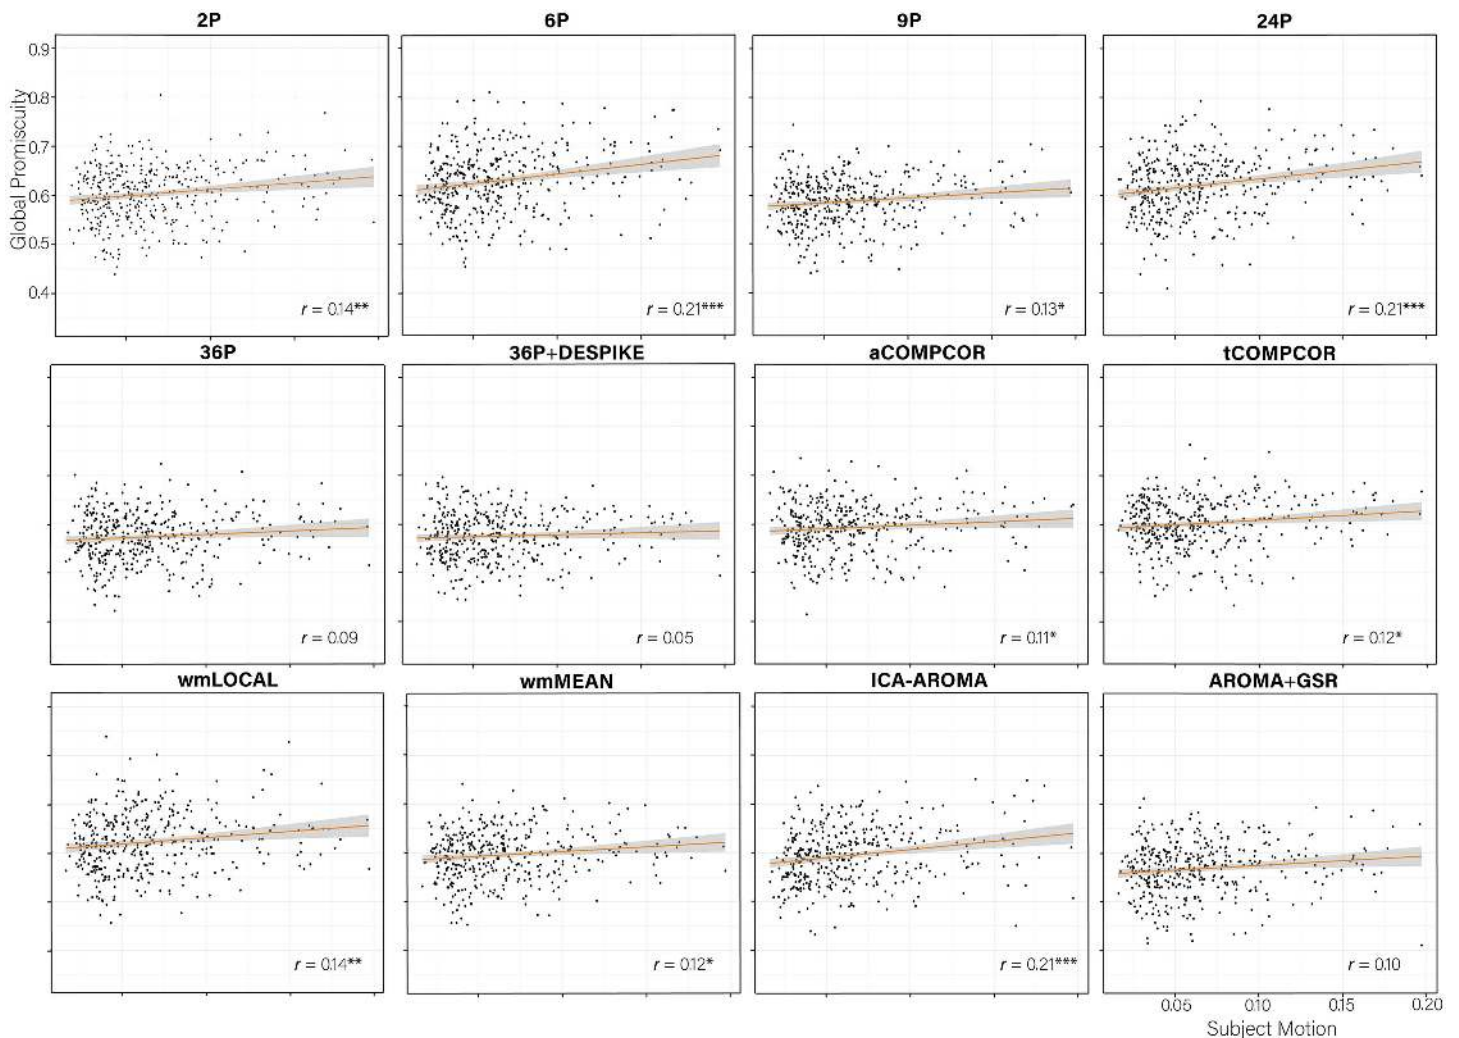 2P 6P 9P 24P
Global Promiscuity
0.9
0.8
0.7
0.6
0.5
0.4
r = 0.14** r = 0.21*** r = 0.13* r = 0.21***
36P 36P+DESPIKE aCOMPCOR tCOMPCOR
r = 0.09 r = 0.05 r = 0.11* r = 0.12*
wmLOCAL wmMEAN ICA-AROMA AROMA+GSR
r = 0.14** r = 0.12* r = 0.21*** r = 0.10
0.05 0.10 0.15 0.20
Subject Motion